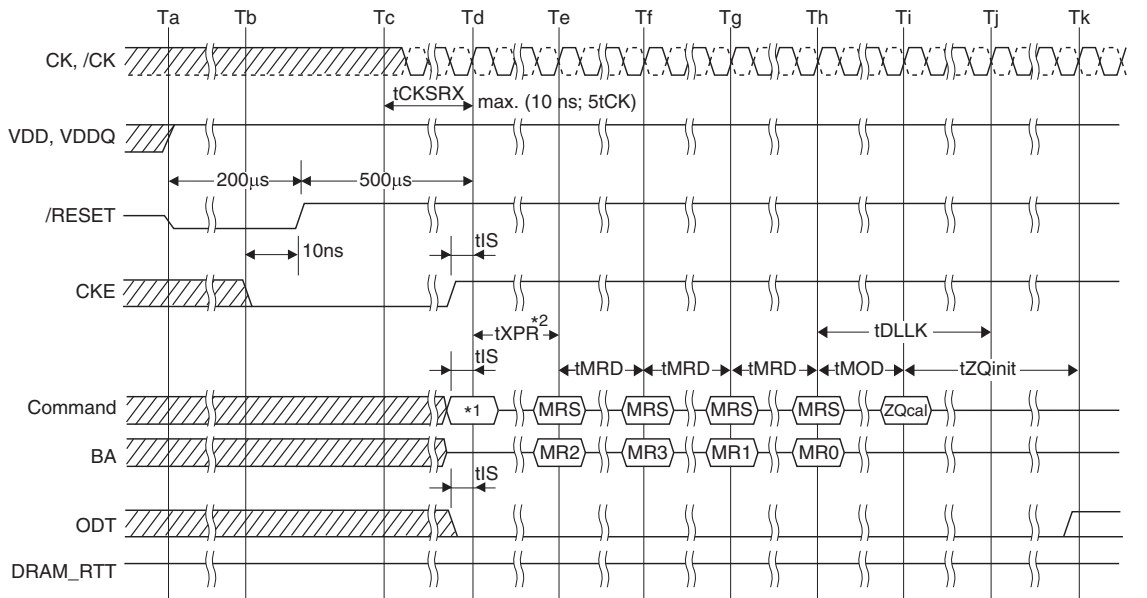 Ta Tb Tc Td Te Tf Tg Th Ti Tj Tk
CK, /CK
tCKSRX max. (10 ns; 5tCK)
VDD, VDDQ
200μs 500μs
/RESET
10ns tIS
CKE
tXPR*2 tDLLK
tIS tMRD tMRD tMRD tMOD tZQinit
Command *1 MRS MRS MRS MRS ZQcal
BA MR2 MR3 MR1 MR0
tIS
ODT
DRAM_RTT